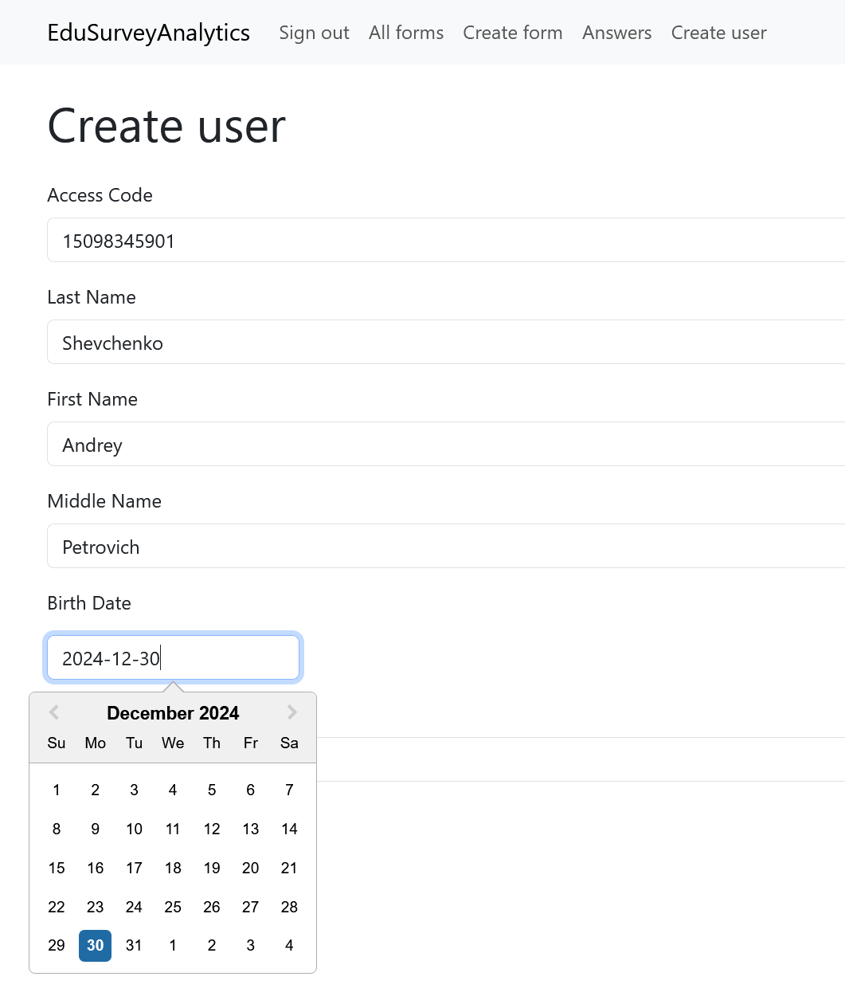 EduSurveyAnalytics Sign out All forms Create form Answers Create user
Create user
Access Code
15098345901
Last Name
Shevchenko
First Name
Andrey
Middle Name
Petrovich
Birth Date
2024-12-30
December 2024
Su Mo Tu We Th Fr Sa
1 2 3 4 5 6 7
8 9 10 11 12 13 14
15 16 17 18 19 20 21
22 23 24 25 26 27 28
29 30 31 1 2 3 4